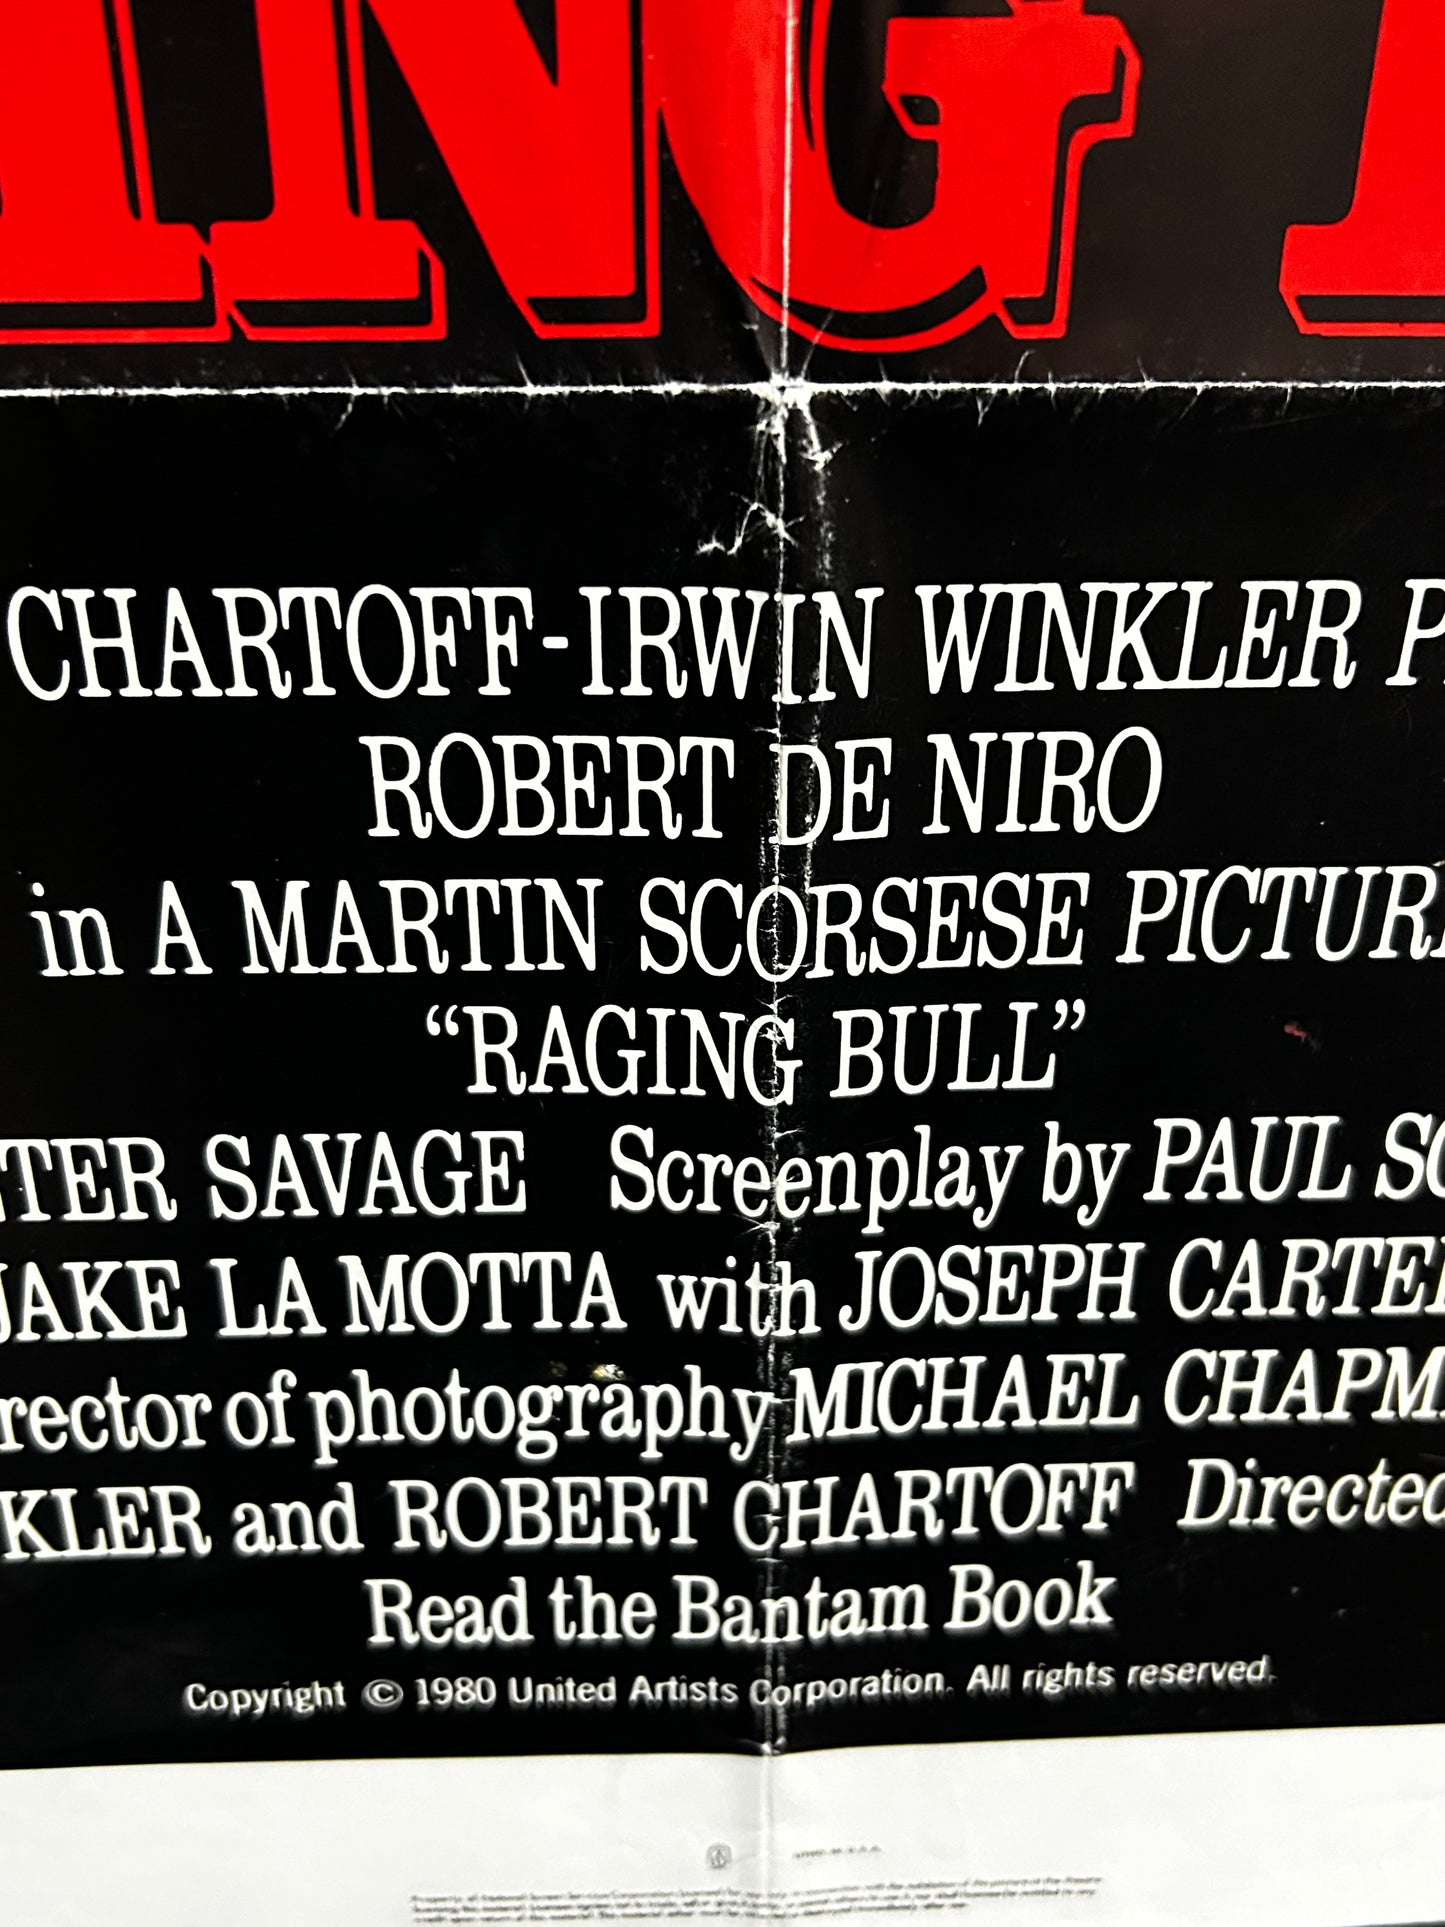 ING
CHARTOFF-IRWIN WINKLER P
ROBERT DE NIRO
in A MARTIN SCORSESE PICTUR
“RAGING BULL”
TER SAVAGE Screenplay by PAUL SC
JAKE LA MOTTA with JOSEPH CARTE
rector of photography MICHAEL CHAPM
KLER and ROBERT CHARTOFF Directed
Read the Bantam Book
Copyright © 1980 United Artists Corporation. All rights reserved.